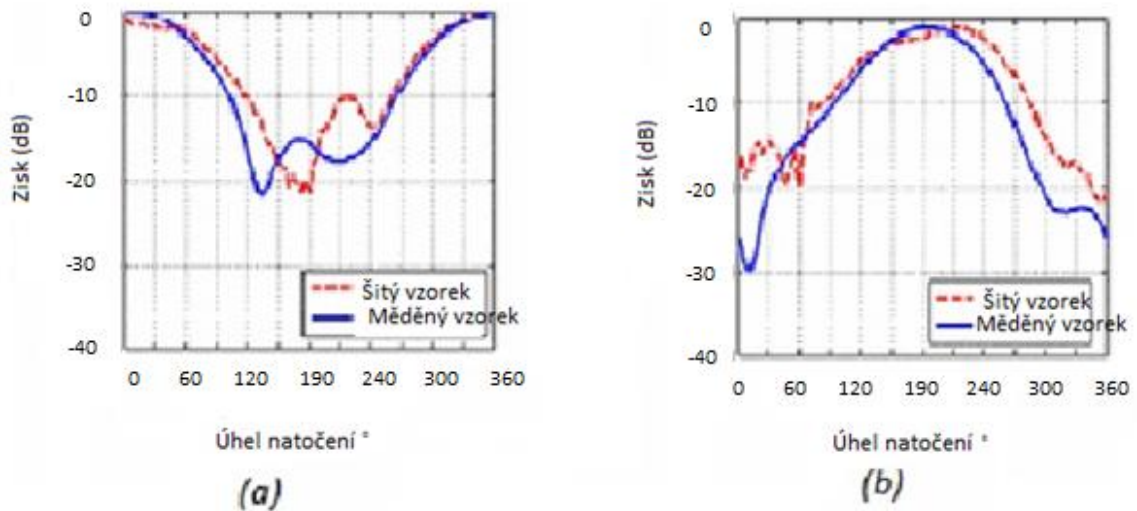 0
-10
-20
-30
-40
Zisk (dB)
Šitý vzorek
Měděný vzorek
0 60 120 190 240 300 360
Úhel natočení °
(a)
0
-10
-20
-30
-40
Zisk (dB)
Šitý vzorek
Měděný vzorek
0 60 120 190 240 300 360
Úhel natočení °
(b)